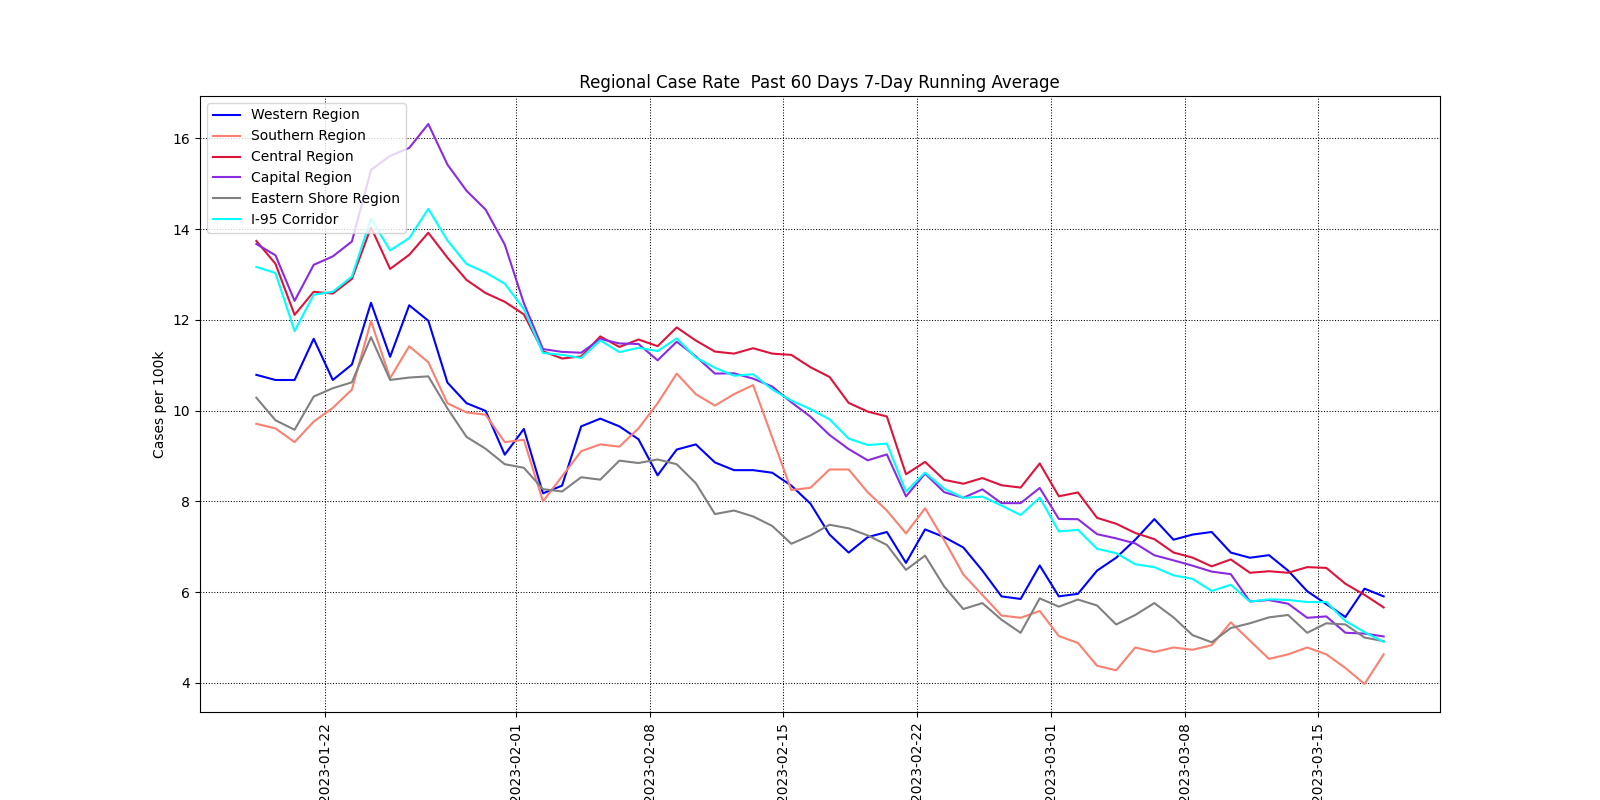 Regional Case Rate  Past 60 Days 7-Day Running Average
Western Region
Southern Region
Central Region
Capital Region
Eastern Shore Region
I-95 Corridor
Cases per 100k
16
14
12
10
8
6
4
2023-01-22
2023-02-01
2023-02-08
2023-02-15
2023-02-22
2023-03-01
2023-03-08
2023-03-15